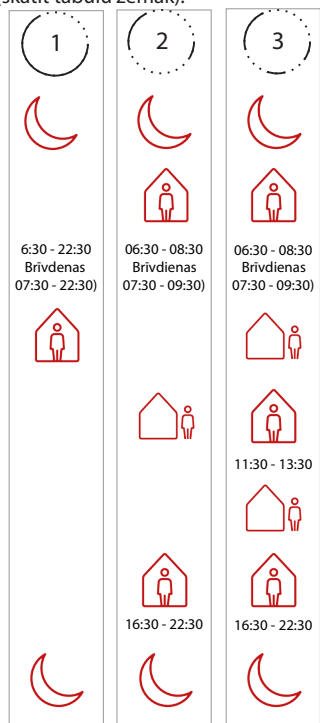 (skatīt tabulu zemāk).
1
2
3
6:30 - 22:30
Brīvdenas
07:30 - 22:30)
06:30 - 08:30
Brīvdienas
07:30 - 09:30)
06:30 - 08:30
Brīvdienas
07:30 - 09:30)
11:30 - 13:30
16:30 - 22:30
16:30 - 22:30